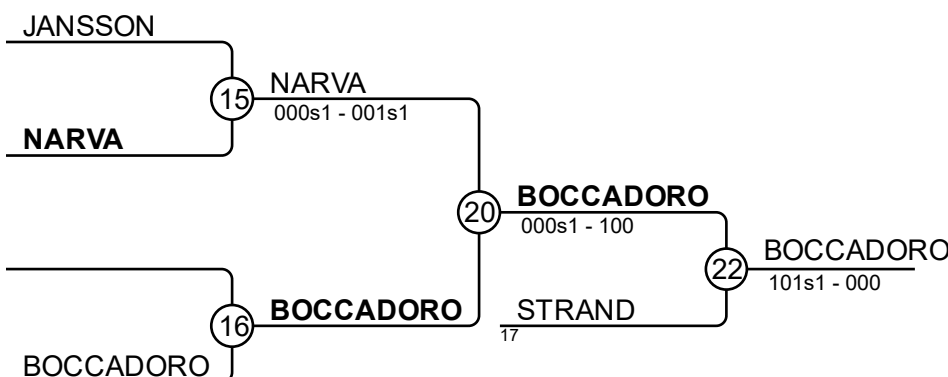 JANSSON
15
NARVA
000s1 - 001s1
NARVA
20
BOCCADORO
000s1 - 100
22
BOCCADORO
101s1 - 000
16
BOCCADORO
STRAND
17
BOCCADORO